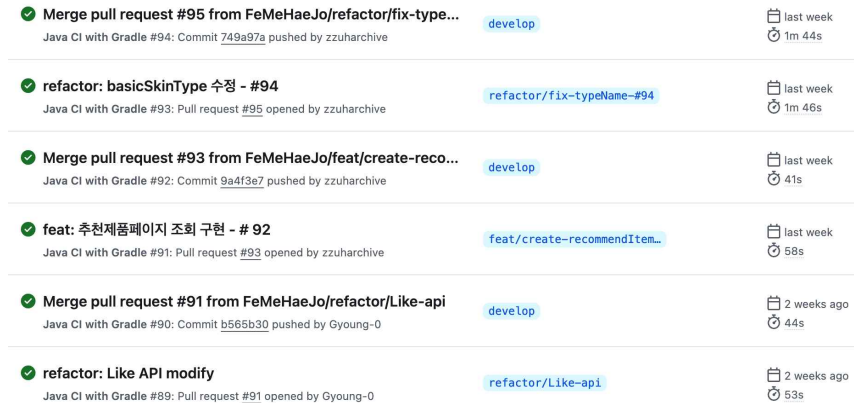 Merge pull request #95 from FeMeHaeJo/refactor/fix-type...
develop
last week
Java CI with Gradle #94: Commit 749a97a pushed by zzuharchive
1m 44s
refactor: basicSkinType 수정 - #94
refactor/fix-typeName-#94
last week
Java CI with Gradle #93: Pull request #95 opened by zzuharchive
1m 46s
Merge pull request #93 from FeMeHaeJo/feat/create-reco...
develop
last week
Java CI with Gradle #92: Commit 9a4f3e7 pushed by zzuharchive
41s
feat: 추천제품페이지 조회 구현 - # 92
feat/create-recommendItem…
last week
Java CI with Gradle #91: Pull request #93 opened by zzuharchive
58s
Merge pull request #91 from FeMeHaeJo/refactor/Like-api
develop
2 weeks ago
Java CI with Gradle #90: Commit b565b30 pushed by Gyoung-0
44s
refactor: Like API modify
refactor/Like-api
2 weeks ago
Java CI with Gradle #89: Pull request #91 opened by Gyoung-0
53s